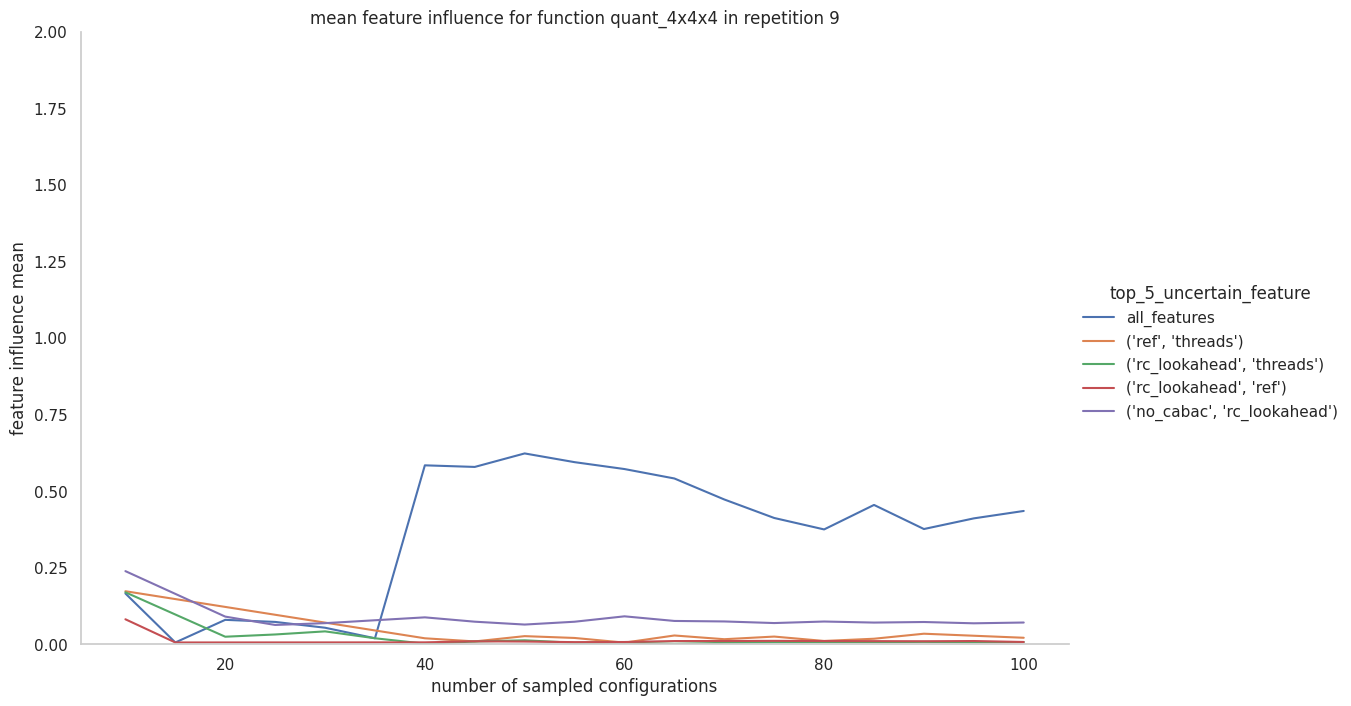 mean feature influence for function quant_4x4x4 in repetition 9
2.00
1.75
1.50
1.25
1.00
0.75
0.50
0.25
0.00
feature influence mean
20
40
60
80
100
number of sampled configurations
top_5_uncertain_feature
all_features
('ref', 'threads')
('rc_lookahead', 'threads')
('rc_lookahead', 'ref')
('no_cabac', 'rc_lookahead')